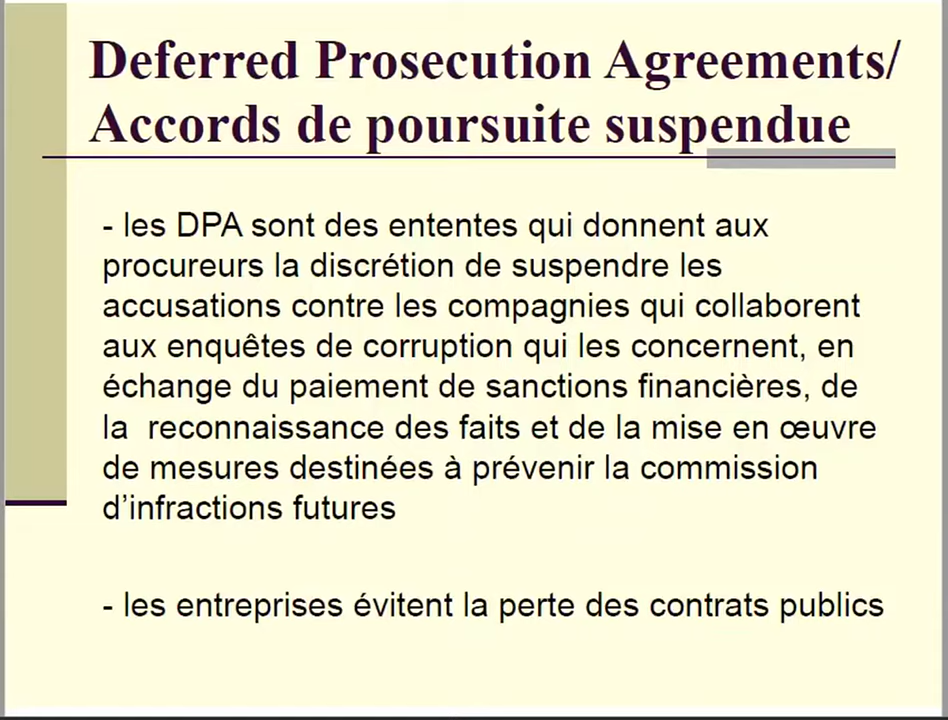 Deferred Prosecution Agreements/
Accords de poursuite suspendue
- les DPA sont des ententes qui donnent aux
procureurs la discrétion de suspendre les
accusations contre les compagnies qui collaborent
aux enquêtes de corruption qui les concernent, en
échange du paiement de sanctions financières, de
la  reconnaissance des faits et de la mise en œuvre
de mesures destinées à prévenir la commission
d’infractions futures
- les entreprises évitent la perte des contrats publics